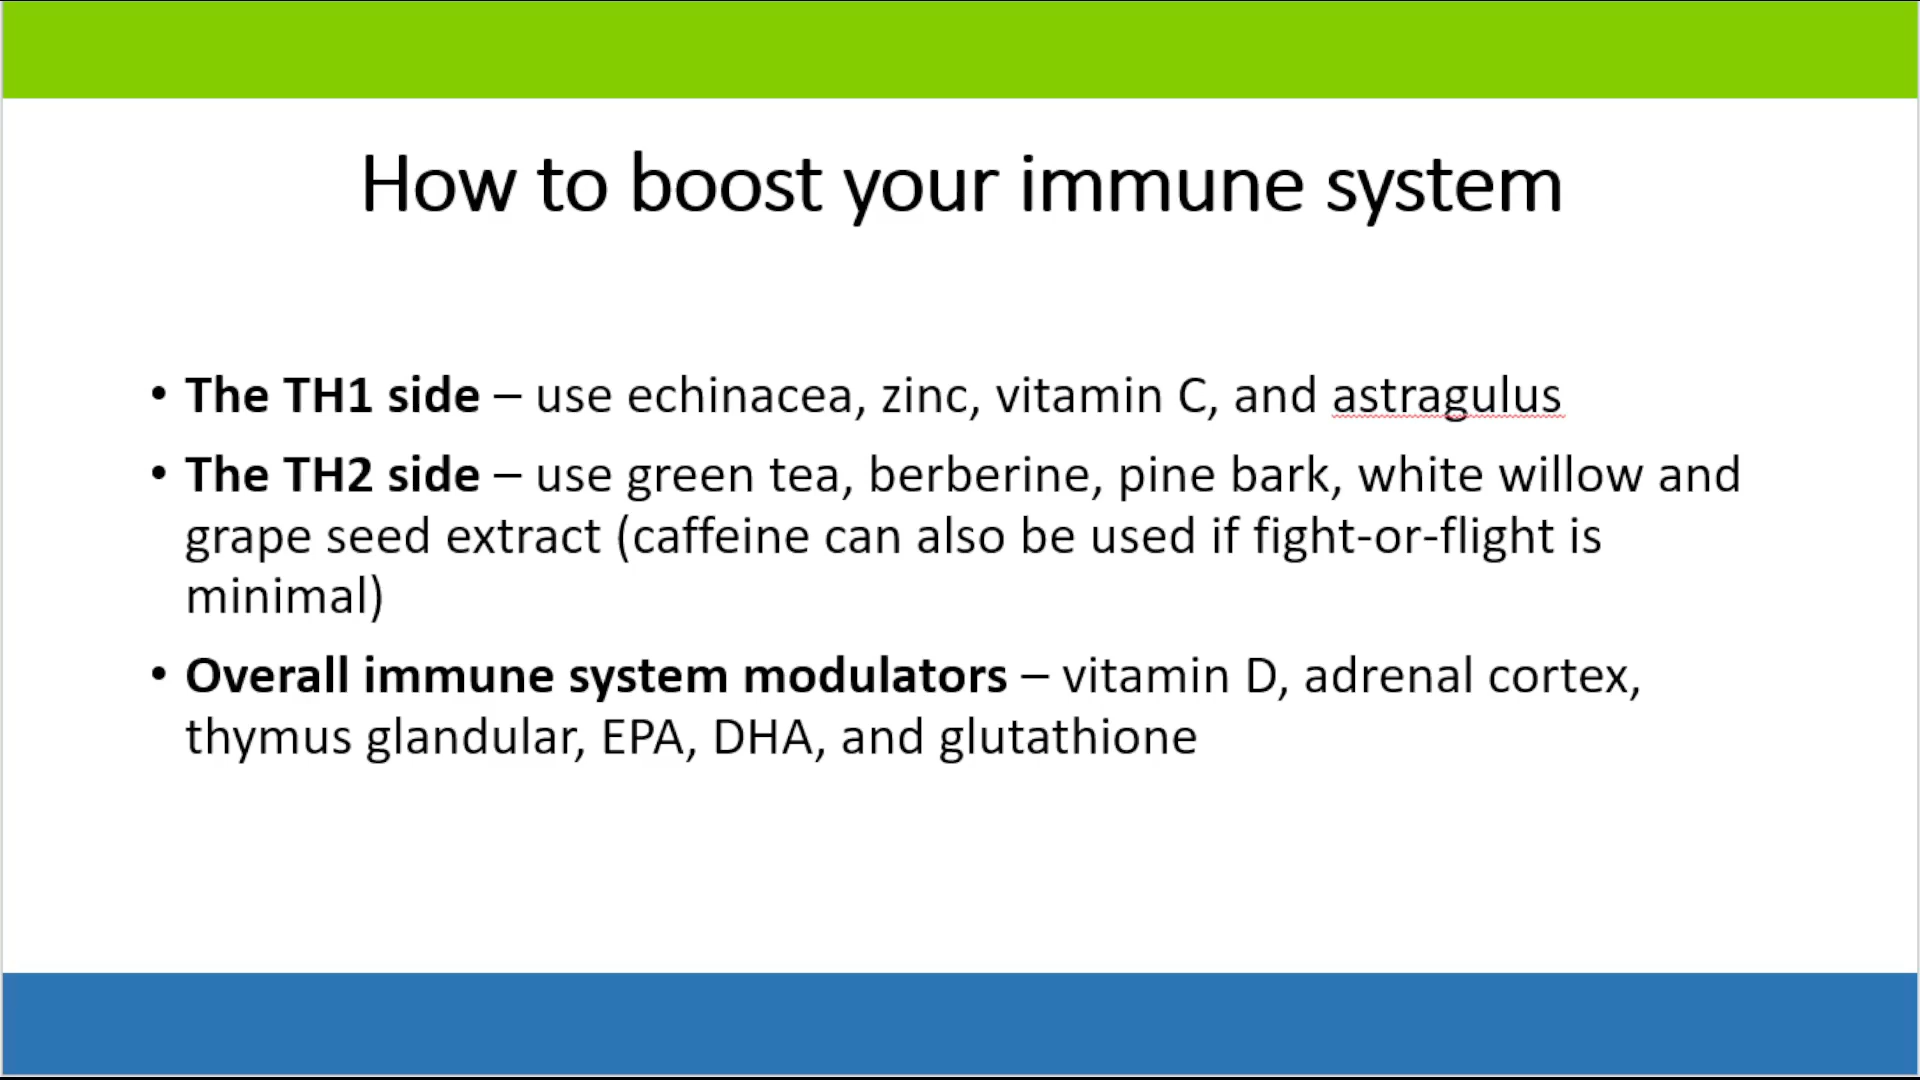 How to boost your immune system
• The TH1 side – use echinacea, zinc, vitamin C, and astragulus
• The TH2 side – use green tea, berberine, pine bark, white willow and
grape seed extract (caffeine can also be used if fight-or-flight is
minimal)
• Overall immune system modulators – vitamin D, adrenal cortex,
thymus glandular, EPA, DHA, and glutathione